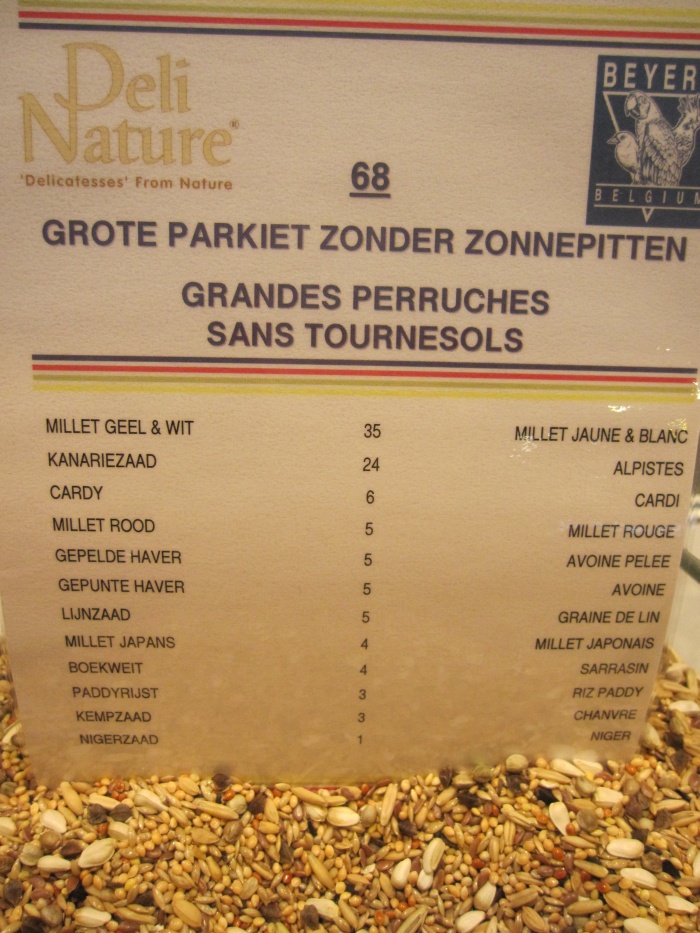 Deli
Nature®
'Delicatesses' From Nature
BEYER
BELGIUM
68
GROTE PARKIET ZONDER ZONNEPITTEN
GRANDES PERRUCHES
SANS TOURNESOLS
MILLET GEEL & WIT 35 MILLET JAUNE & BLANC
KANARIEZAAD 24 ALPISTES
CARDY 6 CARDI
MILLET ROOD 5 MILLET ROUGE
GEPELDE HAVER 5 AVOINE PELEE
GEPUNTE HAVER 5 AVOINE
LIJNZAAD 5 GRAINE DE LIN
MILLET JAPANS 4 MILLET JAPONAIS
BOEKWEIT 4 SARRASIN
PADDYRIJST 3 RIZ PADDY
KEMPZAAD 3 CHANVRE
NIGERZAAD 1 NIGER